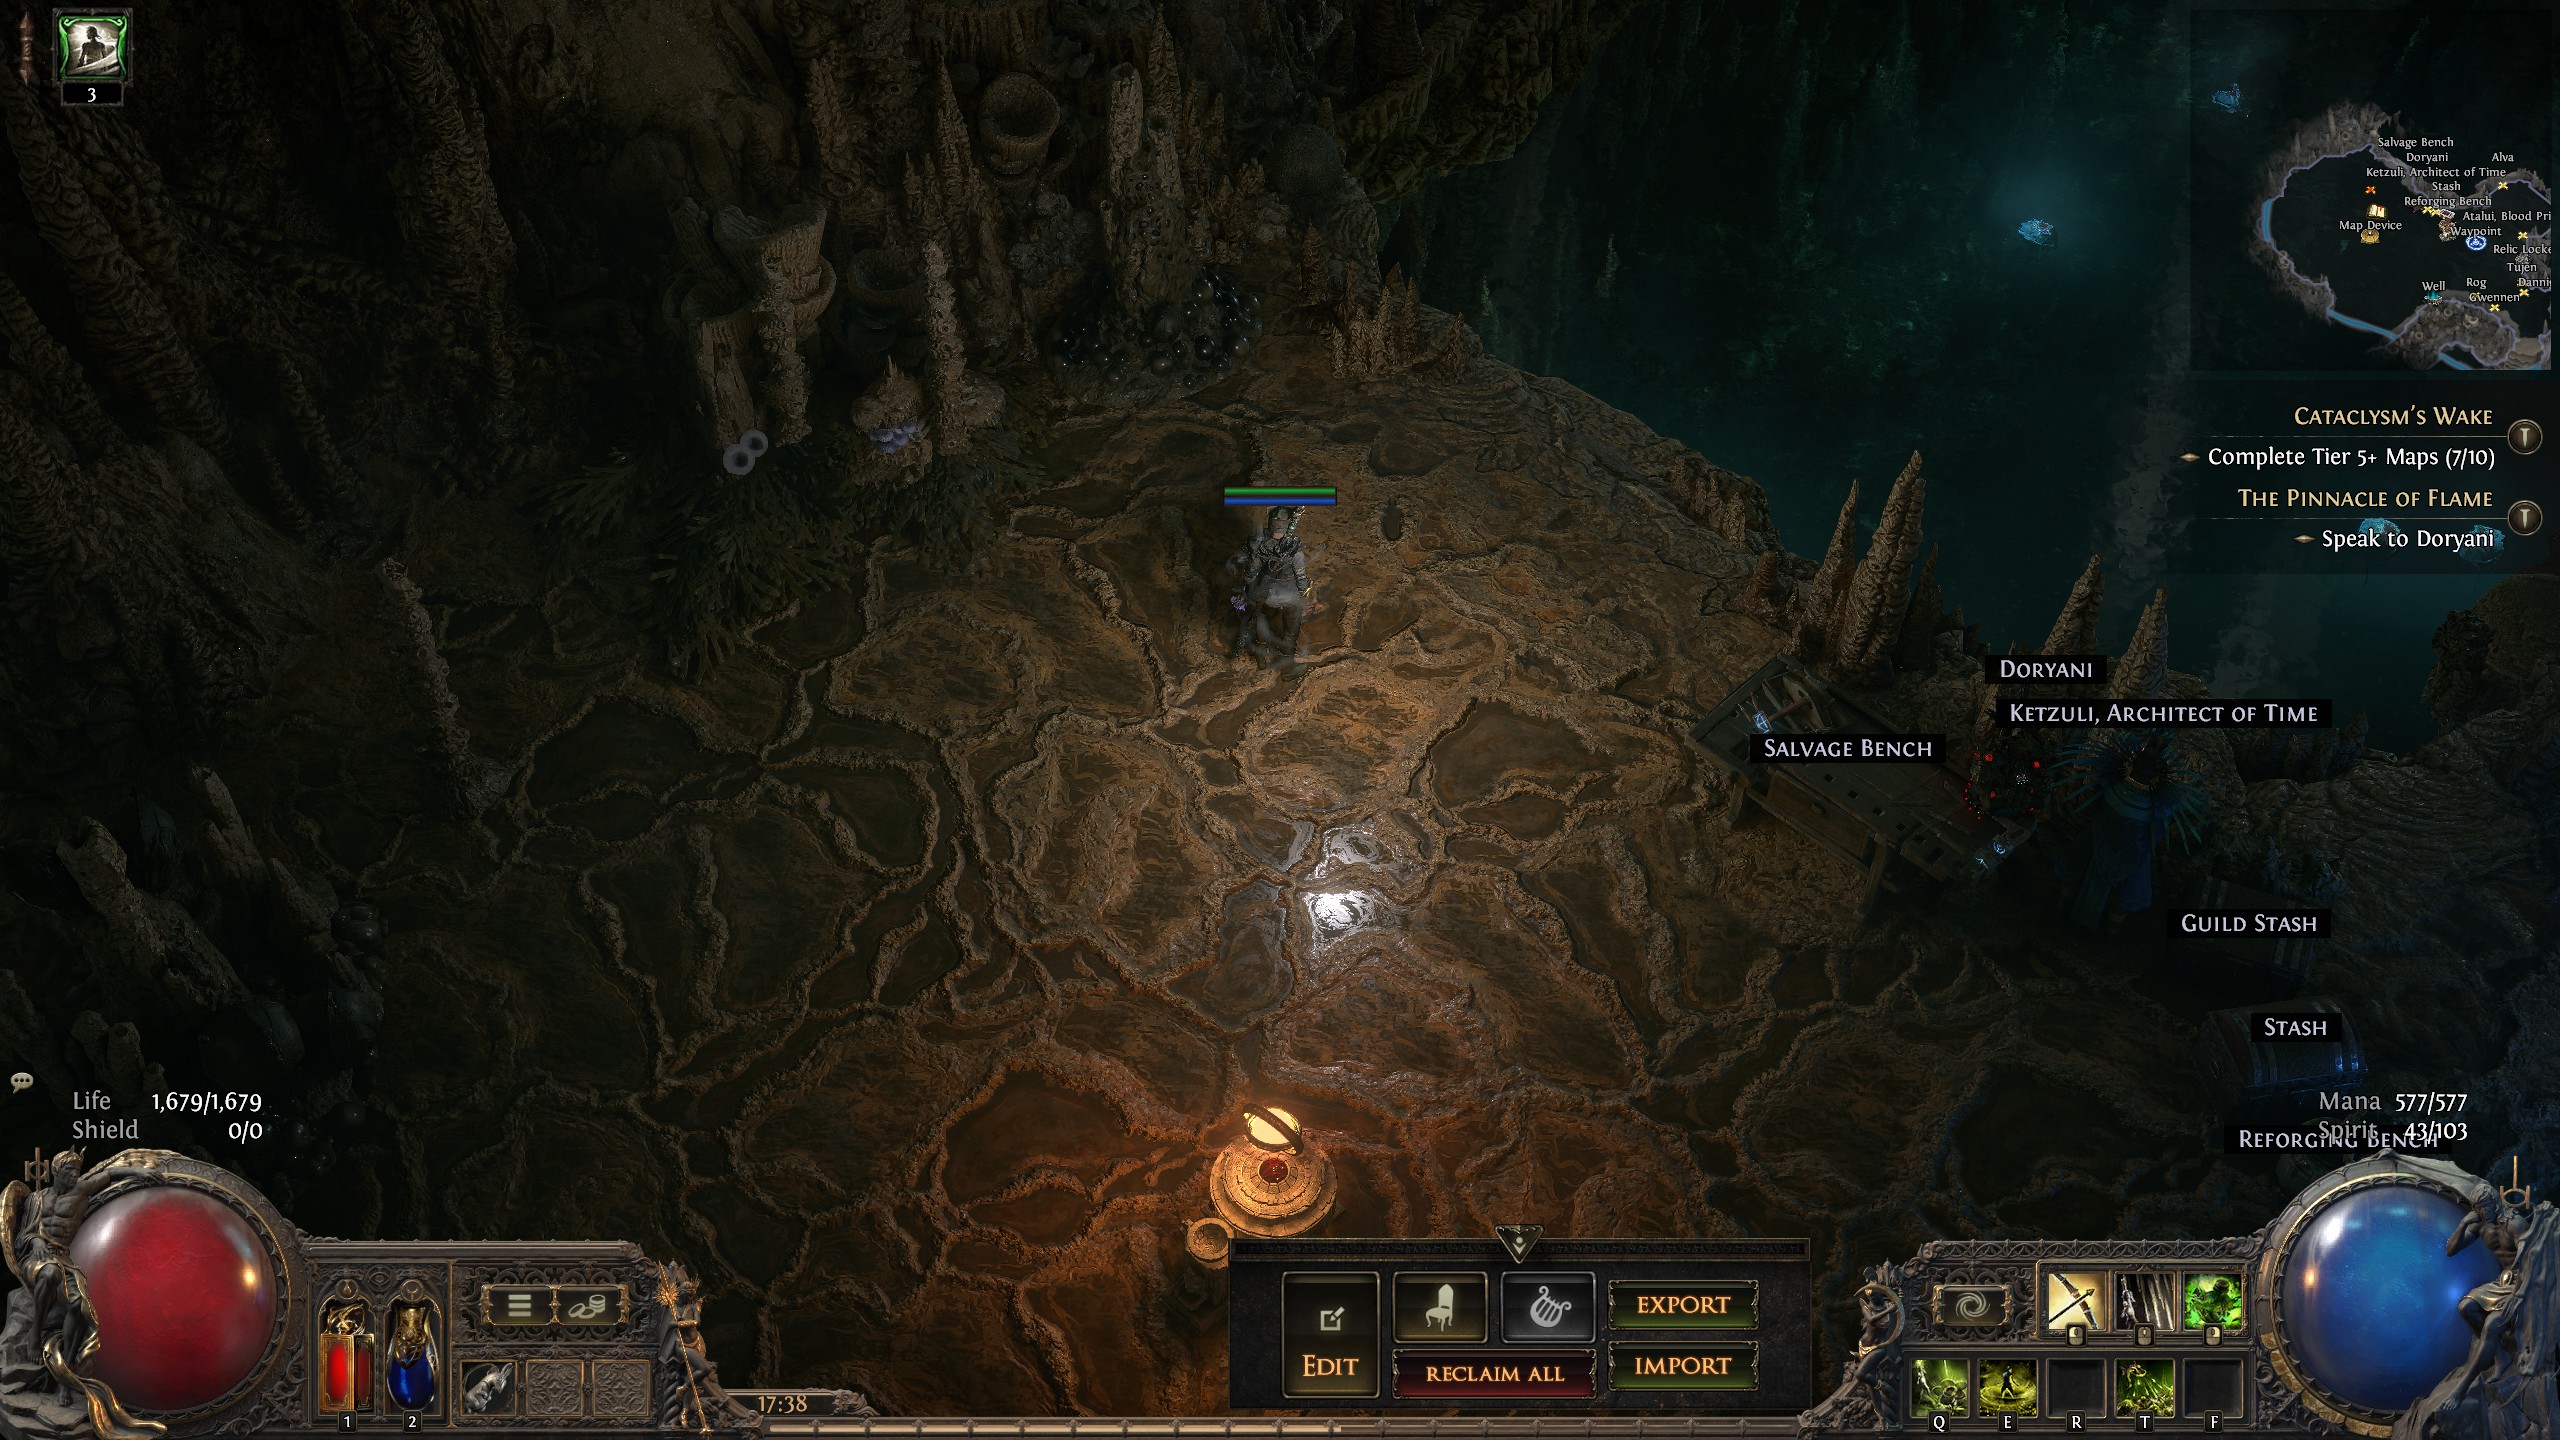 3
Salvage Bench
Doryani
Alva
Ketzuli, Architect of Time
Stash
Reforging Bench
Atalui, Blood Pri
Map Device
Waypoint
Relic Locke
Tujen
Well
Rog
Danni
Gwennen
Cataclysm's Wake
Complete Tier 5+ Maps (7/10)
The Pinnacle of Flame
Speak to Doryani
Doryani
Ketzuli, Architect of Time
Salvage Bench
Guild Stash
Stash
Life 1,679/1,679
Shield 0/0
Mana 577/577
Spirit 43/103
Reforging Bench
Edit
Reclaim All
Export
Import
17:38
1
2
Q
E
R
T
F